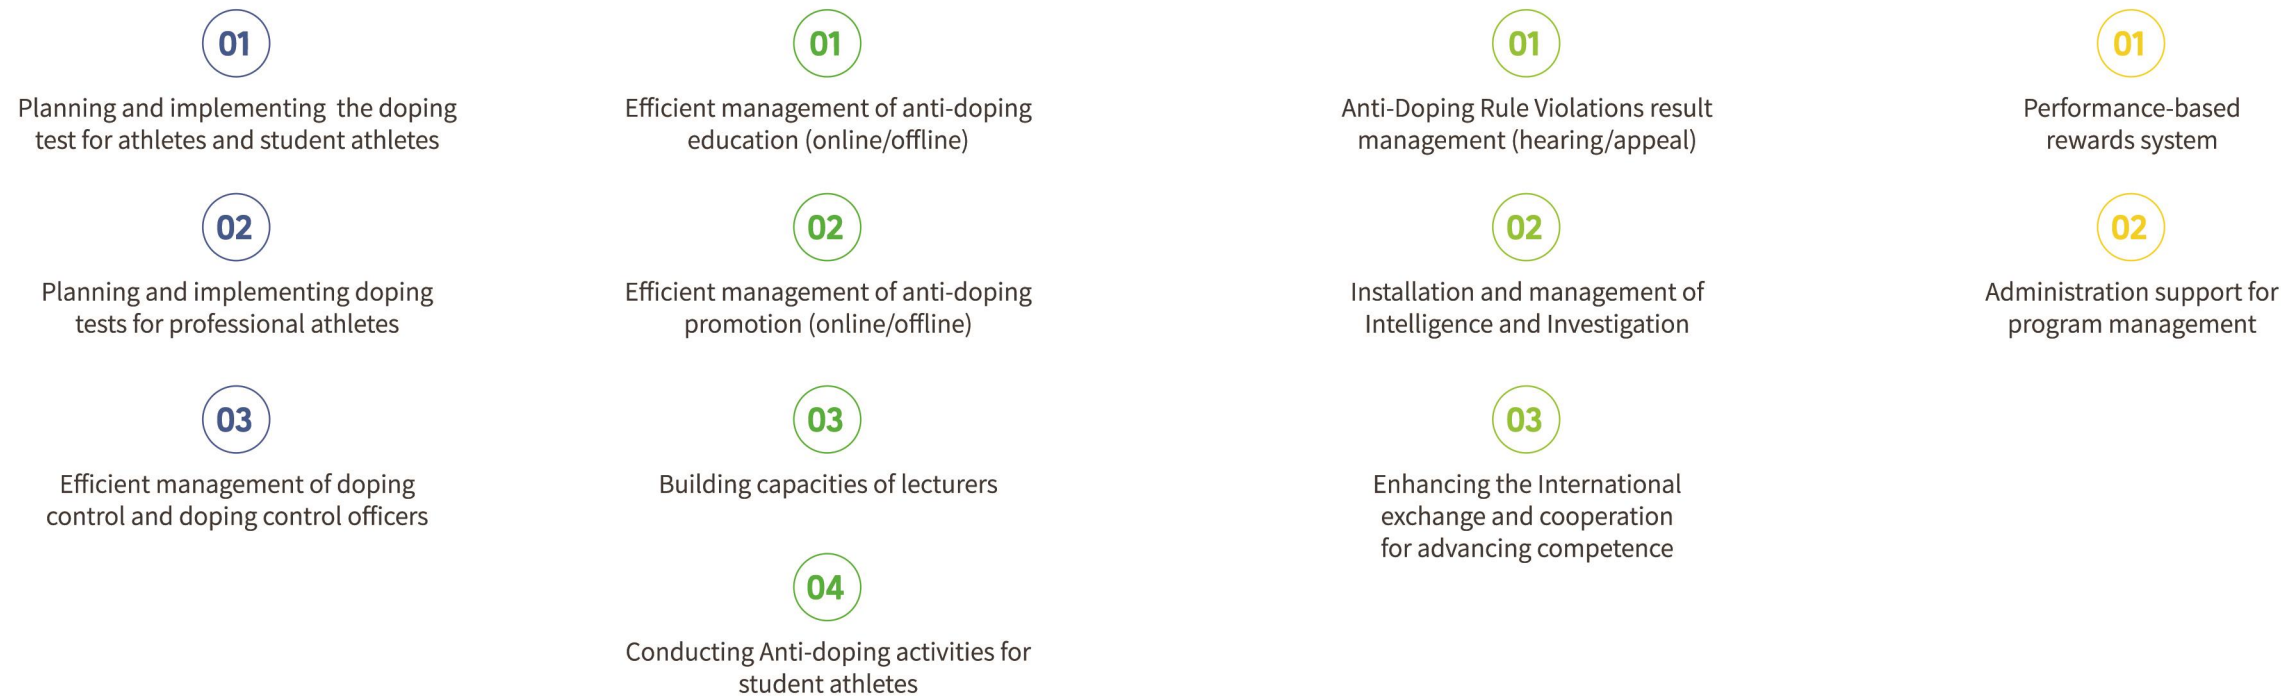 01
Planning and implementing  the doping
test for athletes and student athletes
02
Planning and implementing doping
tests for professional athletes
03
Efficient management of doping
control and doping control officers
01
Efficient management of anti-doping
education (online/offline)
02
Efficient management of anti-doping
promotion (online/offline)
03
Building capacities of lecturers
04
Conducting Anti-doping activities for
student athletes
01
Anti-Doping Rule Violations result
management (hearing/appeal)
02
Installation and management of
Intelligence and Investigation
03
Enhancing the International
exchange and cooperation
for advancing competence
01
Performance-based
rewards system
02
Administration support for
program management